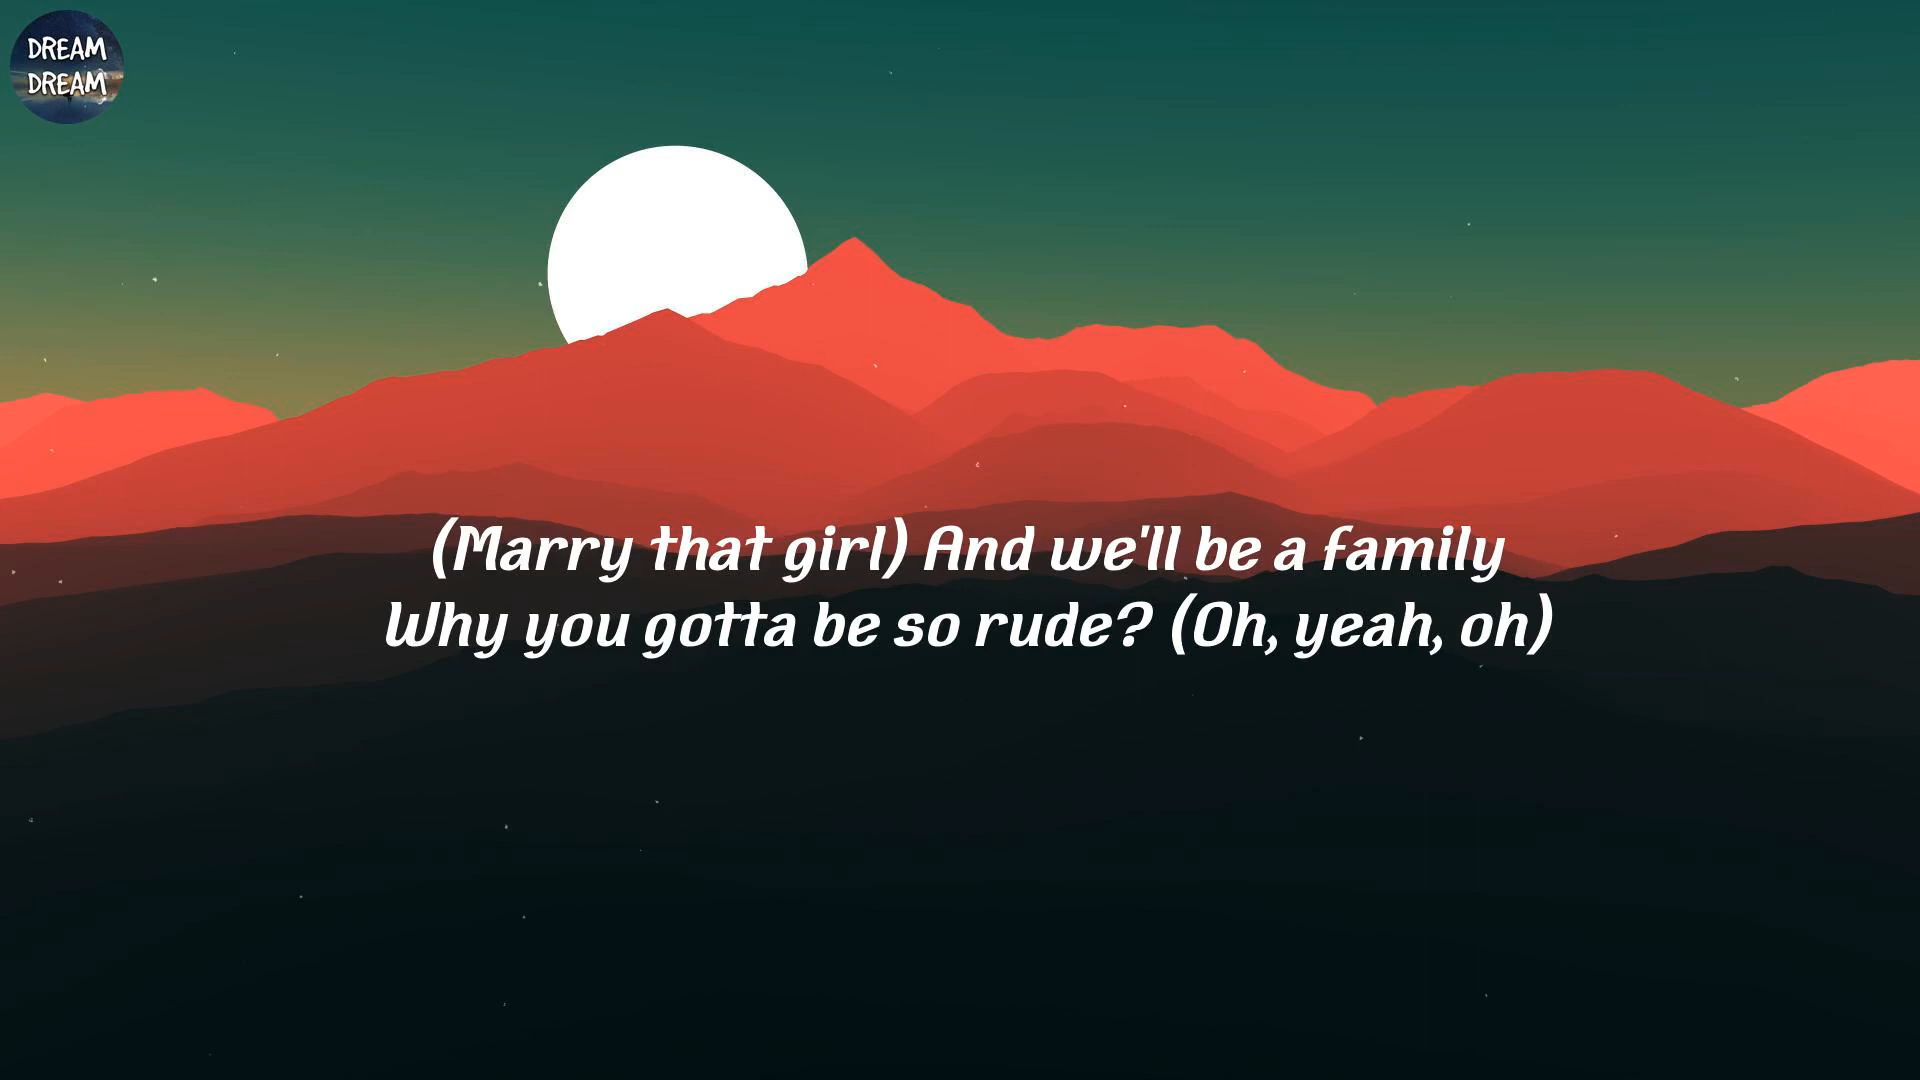 DREAM
DREAM
(Marry that girl) And we'll be a family
Why you gotta be so rude? (Oh, yeah, oh)